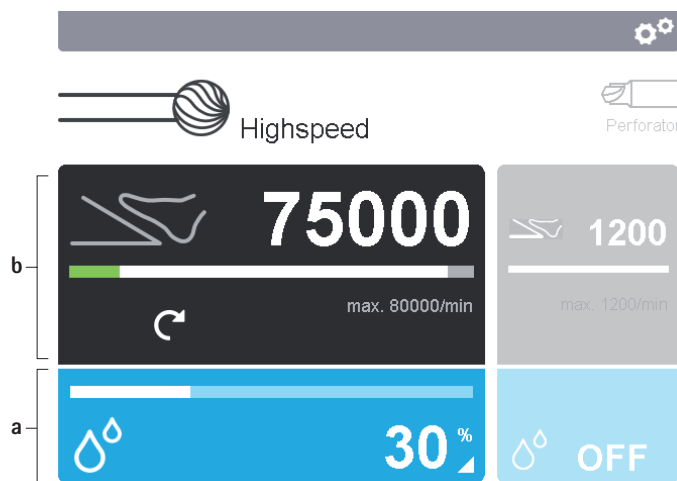 Highspeed
Perforator
b
75000
1200
max. 80000/min
max. 1200/min
a
30 %
OFF